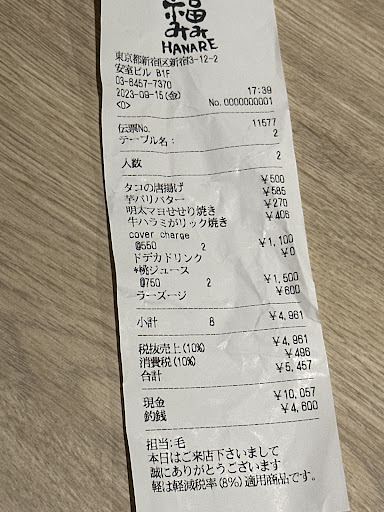 福
みみ
HANARE
東京都新宿区新宿3-12-2
安室ビル B1F
03-6457-7370
2023-09-15(金) 17:39
<0> No.0000000001
伝票No. 11577
テーブル名: 2
人数 2
タコの唐揚げ ¥500
芋バリバター ¥585
明太マヨせせり焼き ¥270
牛ハラミがリック焼き ¥406
cover charge
@550 2 ¥1,100
ドデカドリンク ¥0
*桃ジュース
@750 2 ¥1,500
ラーズージ ¥600
小計 8 ¥4,961
税抜売上(10%) ¥4,961
消費税(10%) ¥496
合計 ¥5,457
現金 ¥10,057
釣銭 ¥4,600
担当:毛
本日はご来店下さいまして
誠にありがとうございます
軽は軽減税率(8%)適用商品です。